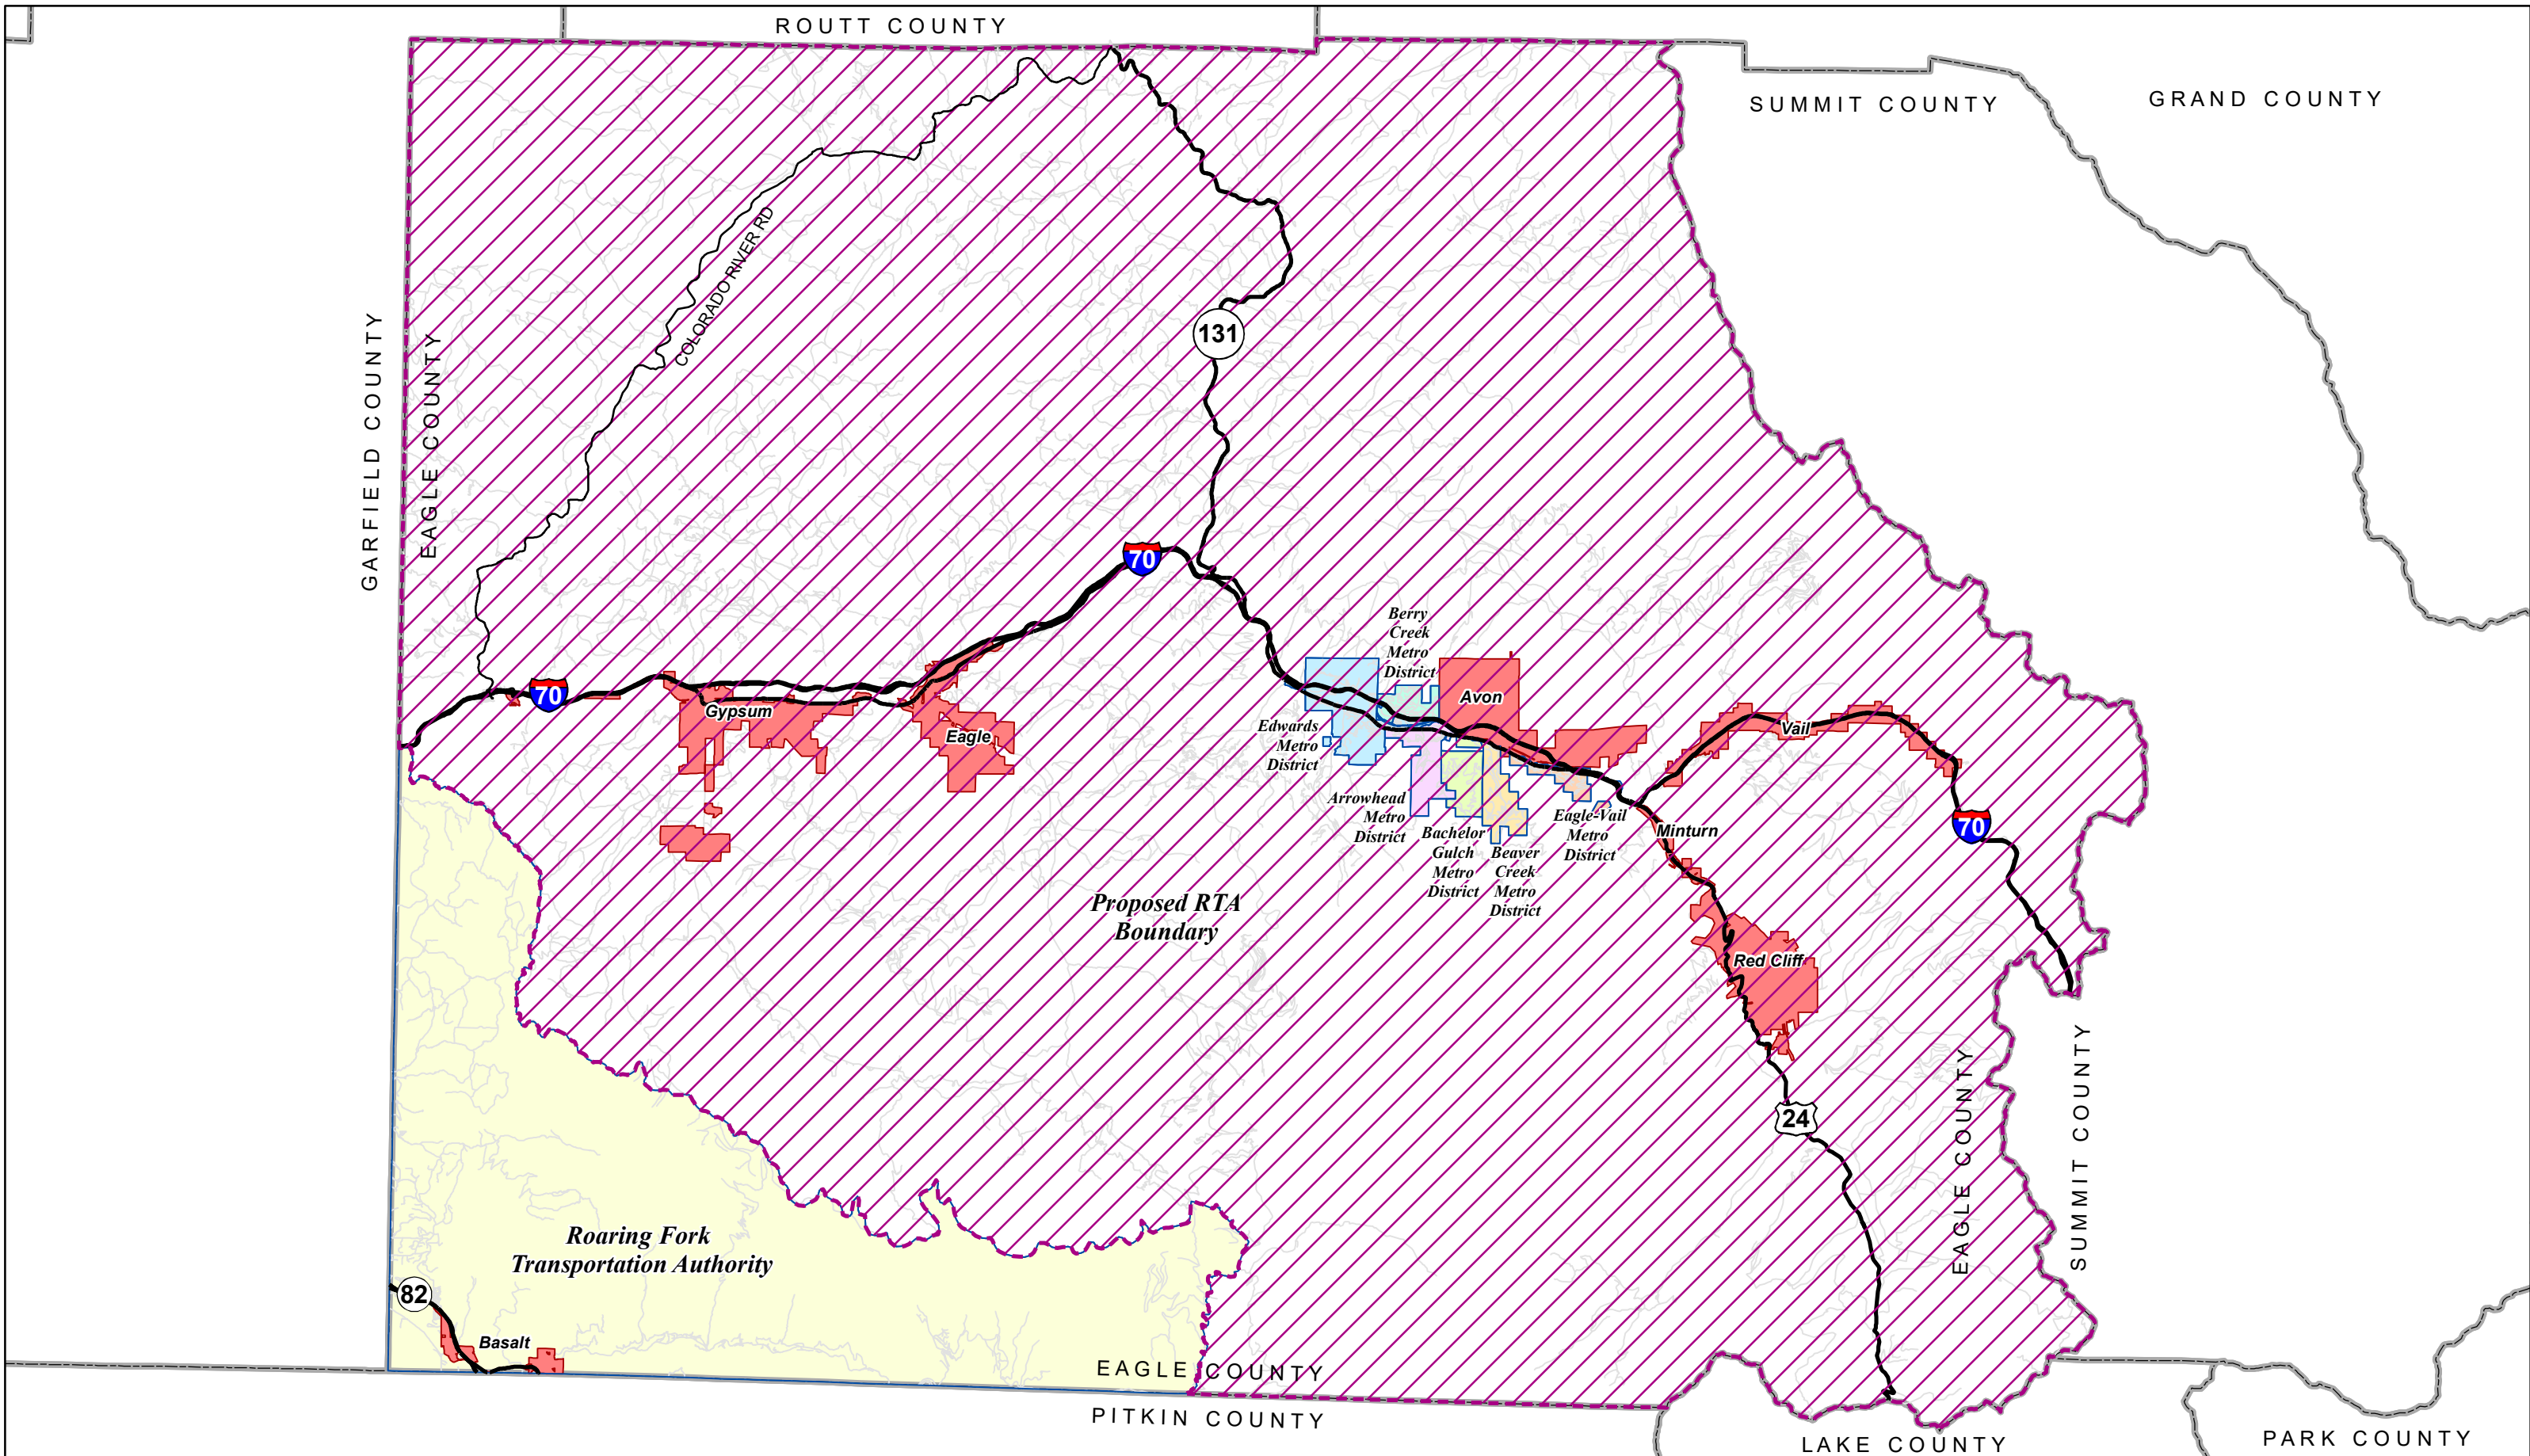 ROUTT COUNTY
SUMMIT COUNTY
GRAND COUNTY
COLORADO RIVER RD
GARFIELD COUNTY
EAGLE COUNTY
131
70
70
Berry
Creek
Metro
District
Avon
Gypsum
Eagle
Edwards
Metro
District
Vail
Arrowhead
Metro
District
Bachelor
Gulch
Metro
District
Beaver
Creek
Metro
District
Eagle-Vail
Metro
District
Minturn
70
Proposed RTA
Boundary
Red Cliff
24
EAGLE COUNTY
SUMMIT COUNTY
Roaring Fork
Transportation Authority
82
Basalt
EAGLE COUNTY
PITKIN COUNTY
LAKE COUNTY
PARK COUNTY